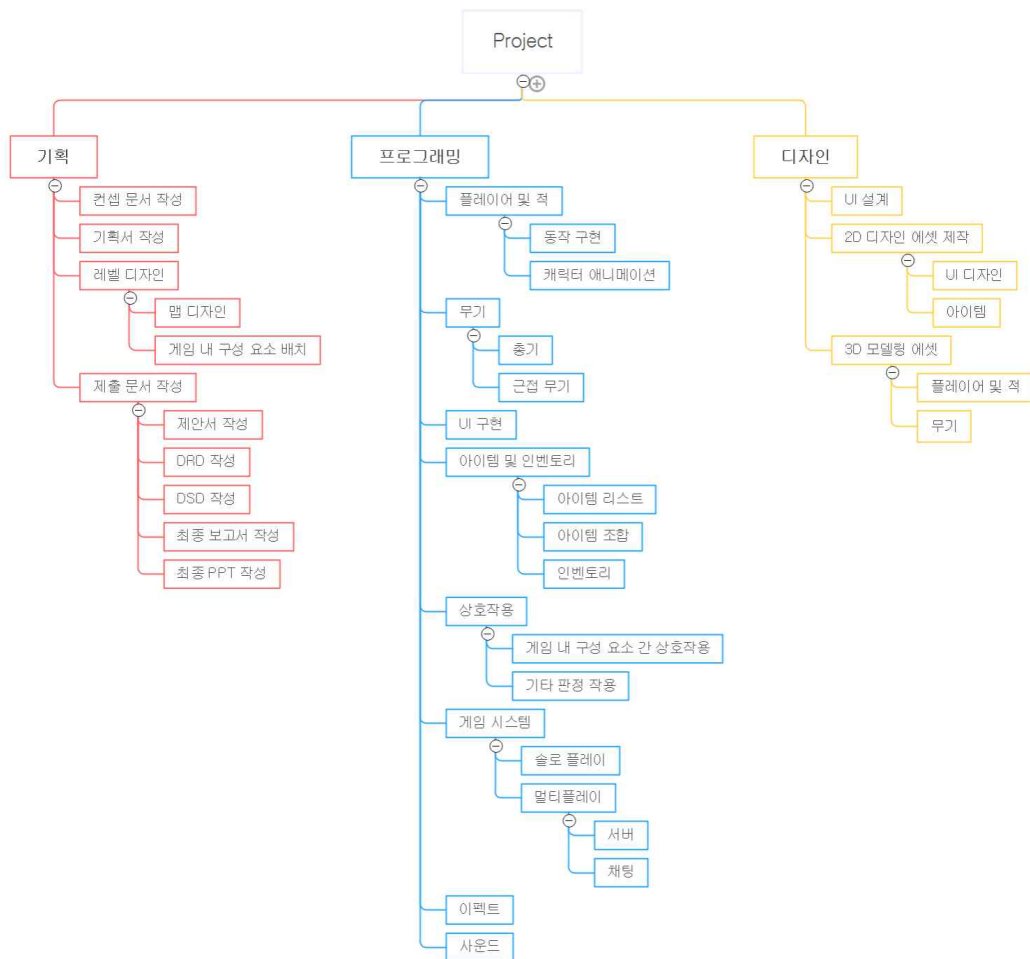 Project
기획
컨셉 문서 작성
기획서 작성
레벨 디자인
맵 디자인
게임 내 구성 요소 배치
제출 문서 작성
제안서 작성
DRD 작성
DSD 작성
최종 보고서 작성
최종 PPT 작성
프로그래밍
플레이어 및 적
동작 구현
캐릭터 애니메이션
무기
총기
근접 무기
UI 구현
아이템 및 인벤토리
아이템 리스트
아이템 조합
인벤토리
상호작용
게임 내 구성 요소 간 상호작용
기타 판정 작용
게임 시스템
솔로 플레이
멀티플레이
서버
채팅
이펙트
사운드
디자인
UI 설계
2D 디자인 에셋 제작
UI 디자인
아이템
3D 모델링 에셋
플레이어 및 적
무기